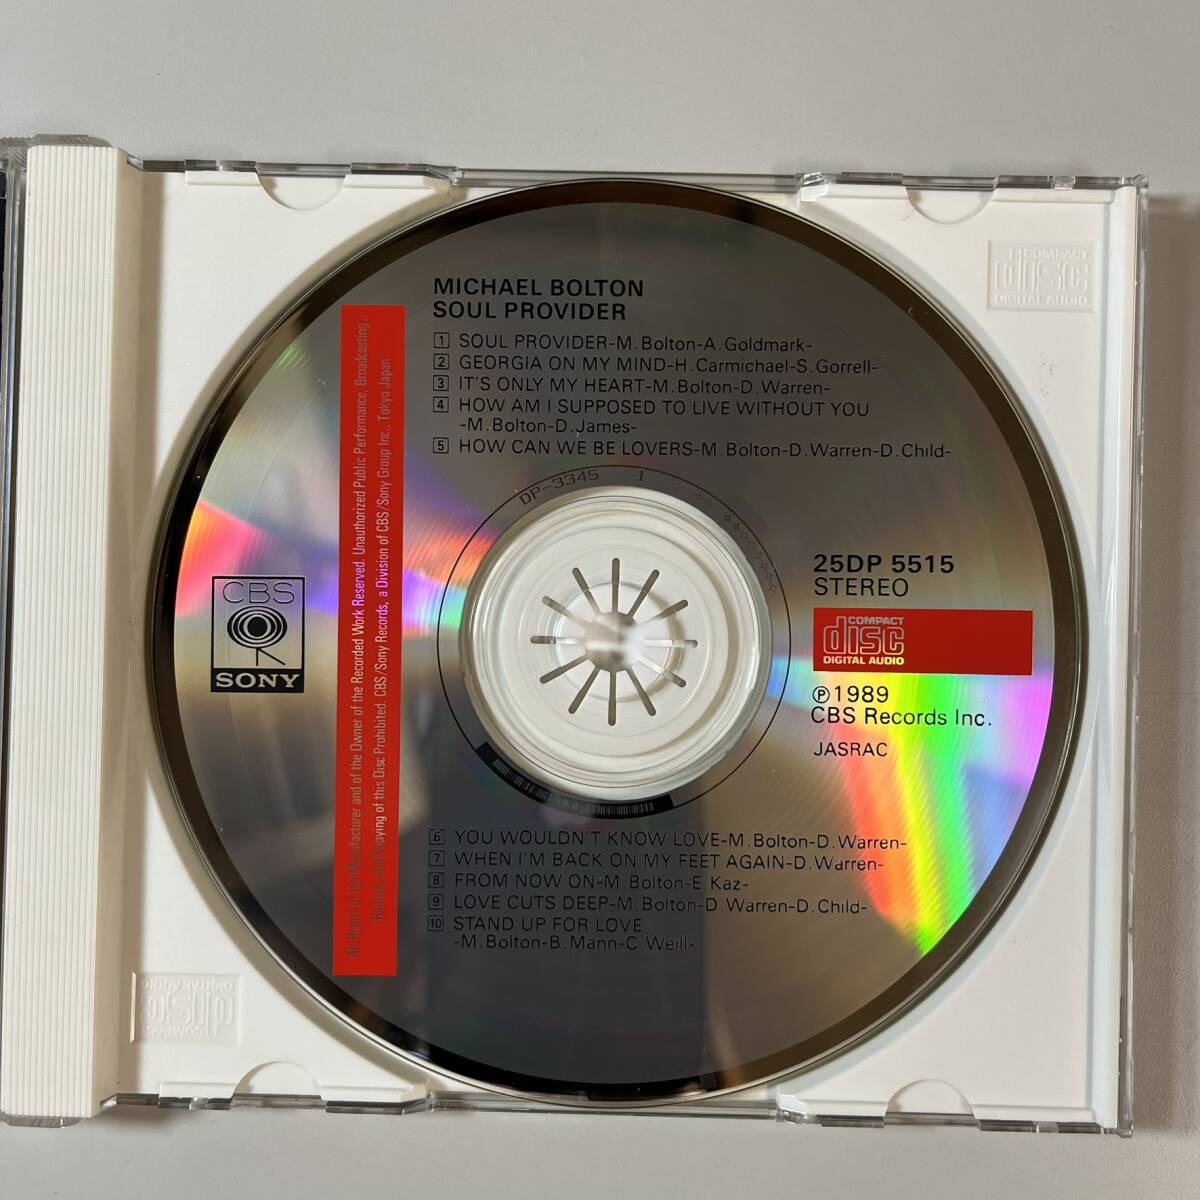 MICHAEL BOLTON
SOUL PROVIDER
1 SOUL PROVIDER-M.Bolton-A.Goldmark-
2 GEORGIA ON MY MIND-H.Carmichael-S.Gorrell-
3 IT'S ONLY MY HEART-M.Bolton-D.Warren-
4 HOW AM I SUPPOSED TO LIVE WITHOUT YOU
-M.Bolton-D.James-
5 HOW CAN WE BE LOVERS-M.Bolton-D.Warren-D.Child-
DP-3345 1
25DP 5515
STEREO
COMPACT
disc
DIGITAL AUDIO
℗1989
CBS Records Inc.
JASRAC
CBS
SONY
All Rights of the Manufacturer and of the Owner of the Recorded Work Reserved. Unauthorized Public Performance, Broadcasting,
Renting and Copying of this Disc Prohibited. CBS/Sony Records, a Division of CBS/Sony Group Inc., Tokyo Japan
6 YOU WOULDN'T KNOW LOVE-M.Bolton-D.Warren-
7 WHEN I'M BACK ON MY FEET AGAIN-D.Warren-
8 FROM NOW ON-M.Bolton-E.Kaz-
9 LOVE CUTS DEEP-M.Bolton-D.Warren-D.Child-
10 STAND UP FOR LOVE
-M.Bolton-B.Mann-C.Weill-
COMPACT
disc
DIGITAL AUDIO
COMPACT
disc
DIGITAL AUDIO